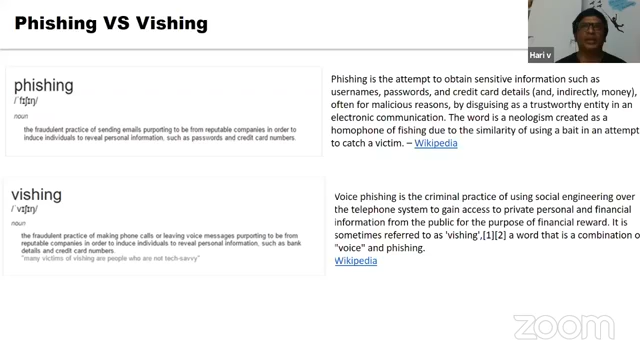 Phishing VS Vishing
Hari v
phishing
/ˈfɪʃɪŋ/
noun
the fraudulent practice of sending emails purporting to be from reputable companies in order to
induce individuals to reveal personal information, such as passwords and credit card numbers.
Phishing is the attempt to obtain sensitive information such as
usernames, passwords, and credit card details (and, indirectly, money),
often for malicious reasons, by disguising as a trustworthy entity in an
electronic communication. The word is a neologism created as a
homophone of fishing due to the similarity of using a bait in an attempt
to catch a victim. – Wikipedia
vishing
/ˈvɪʃɪŋ/
noun
the fraudulent practice of making phone calls or leaving voice messages purporting to be from
reputable companies in order to induce individuals to reveal personal information, such as bank
details and credit card numbers.
"many victims of vishing are people who are not tech-savvy"
Voice phishing is the criminal practice of using social engineering
over the telephone system to gain access to private personal and financial
information from the public for the purpose of financial reward. It is
sometimes referred to as 'vishing',[1][2] a word that is a combination o
"voice" and phishing.
Wikipedia
zoom